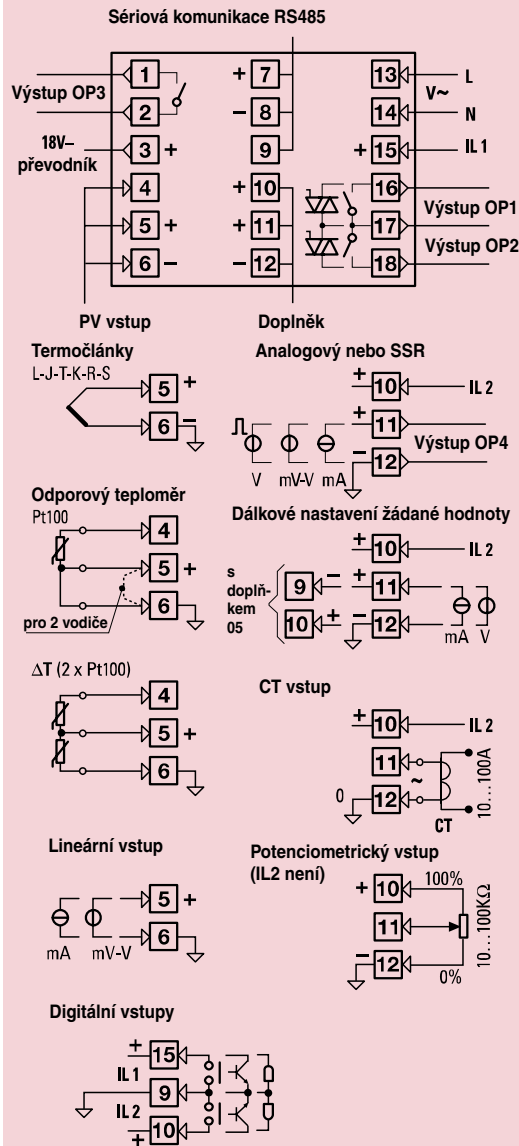 Sériová komunikace RS485
1 + 7 13 L
Výstup OP3 V~
2 − 8 14 N
18V–
převodník 3 + 9 + 15 IL1
4 + 10 16
Výstup OP1
5 + + 11 17
Výstup OP2
6 − − 12 18
PV vstup Doplněk
Termočlánky
L-J-T-K-R-S
5 +
6 −
Analogový nebo SSR
+ 10 IL 2
+ 11
Výstup OP4
− 12
V mV-V mA
Odporový teploměr
Pt100
4
5 +
6
pro 2 vodiče
Dálkové nastavení žádané hodnoty
+ 10 IL 2
s
doplň-
kem
05
9 − + 11
10 + − 12
mA V
ΔT (2 x Pt100)
4
5 +
6
CT vstup
+ 10 IL 2
11
~
0 12
CT
10...100A
Lineární vstup
5 +
6
mA mV-V
Potenciometrický vstup
(IL2 není)
+ 10 100%
11
− 12
0%
10...100KΩ
Digitální vstupy
+ 15
IL 1
9
IL 2
10
+